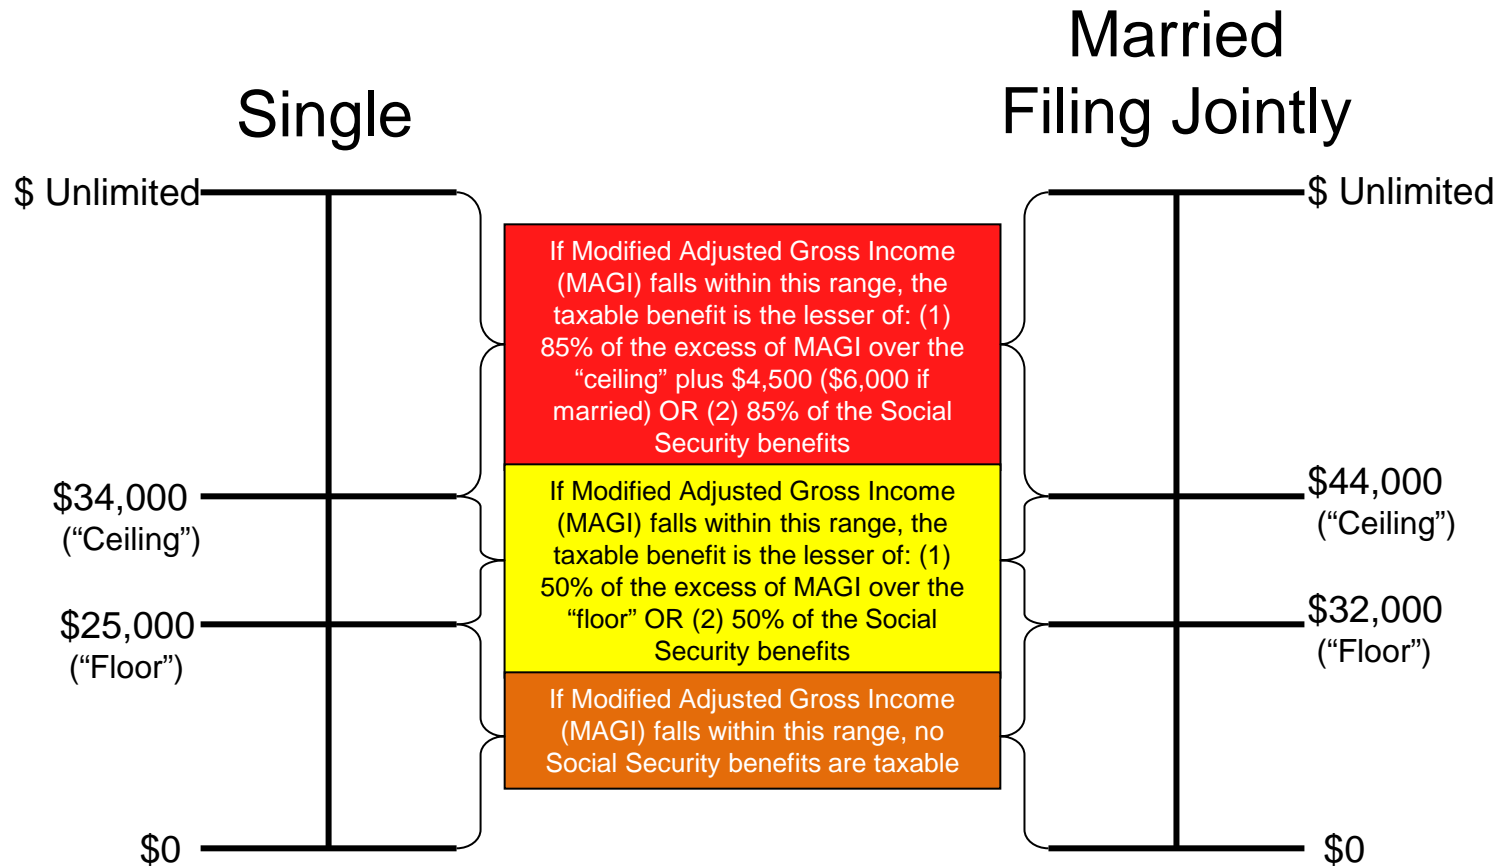 Single
Married
Filing Jointly
$ Unlimited
$ Unlimited
If Modified Adjusted Gross Income
(MAGI) falls within this range, the
taxable benefit is the lesser of: (1)
85% of the excess of MAGI over the
“ceiling” plus $4,500 ($6,000 if
married) OR (2) 85% of the Social
Security benefits
$34,000
(“Ceiling”)
$44,000
(“Ceiling”)
If Modified Adjusted Gross Income
(MAGI) falls within this range, the
taxable benefit is the lesser of: (1)
50% of the excess of MAGI over the
“floor” OR (2) 50% of the Social
Security benefits
$25,000
(“Floor”)
$32,000
(“Floor”)
If Modified Adjusted Gross Income
(MAGI) falls within this range, no
Social Security benefits are taxable
$0
$0